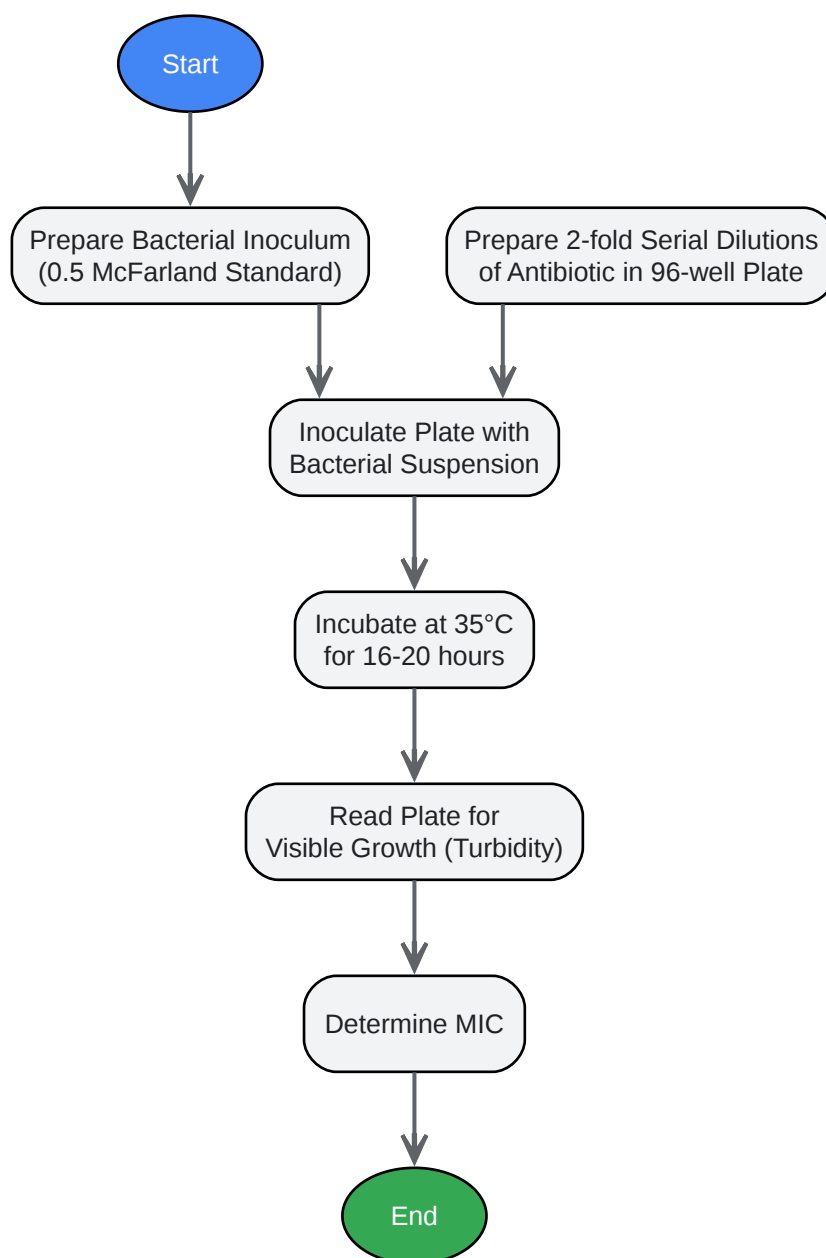 Start
Prepare Bacterial Inoculum
(0.5 McFarland Standard)
Prepare 2-fold Serial Dilutions
of Antibiotic in 96-well Plate
Inoculate Plate with
Bacterial Suspension
Incubate at 35°C
for 16-20 hours
Read Plate for
Visible Growth (Turbidity)
Determine MIC
End